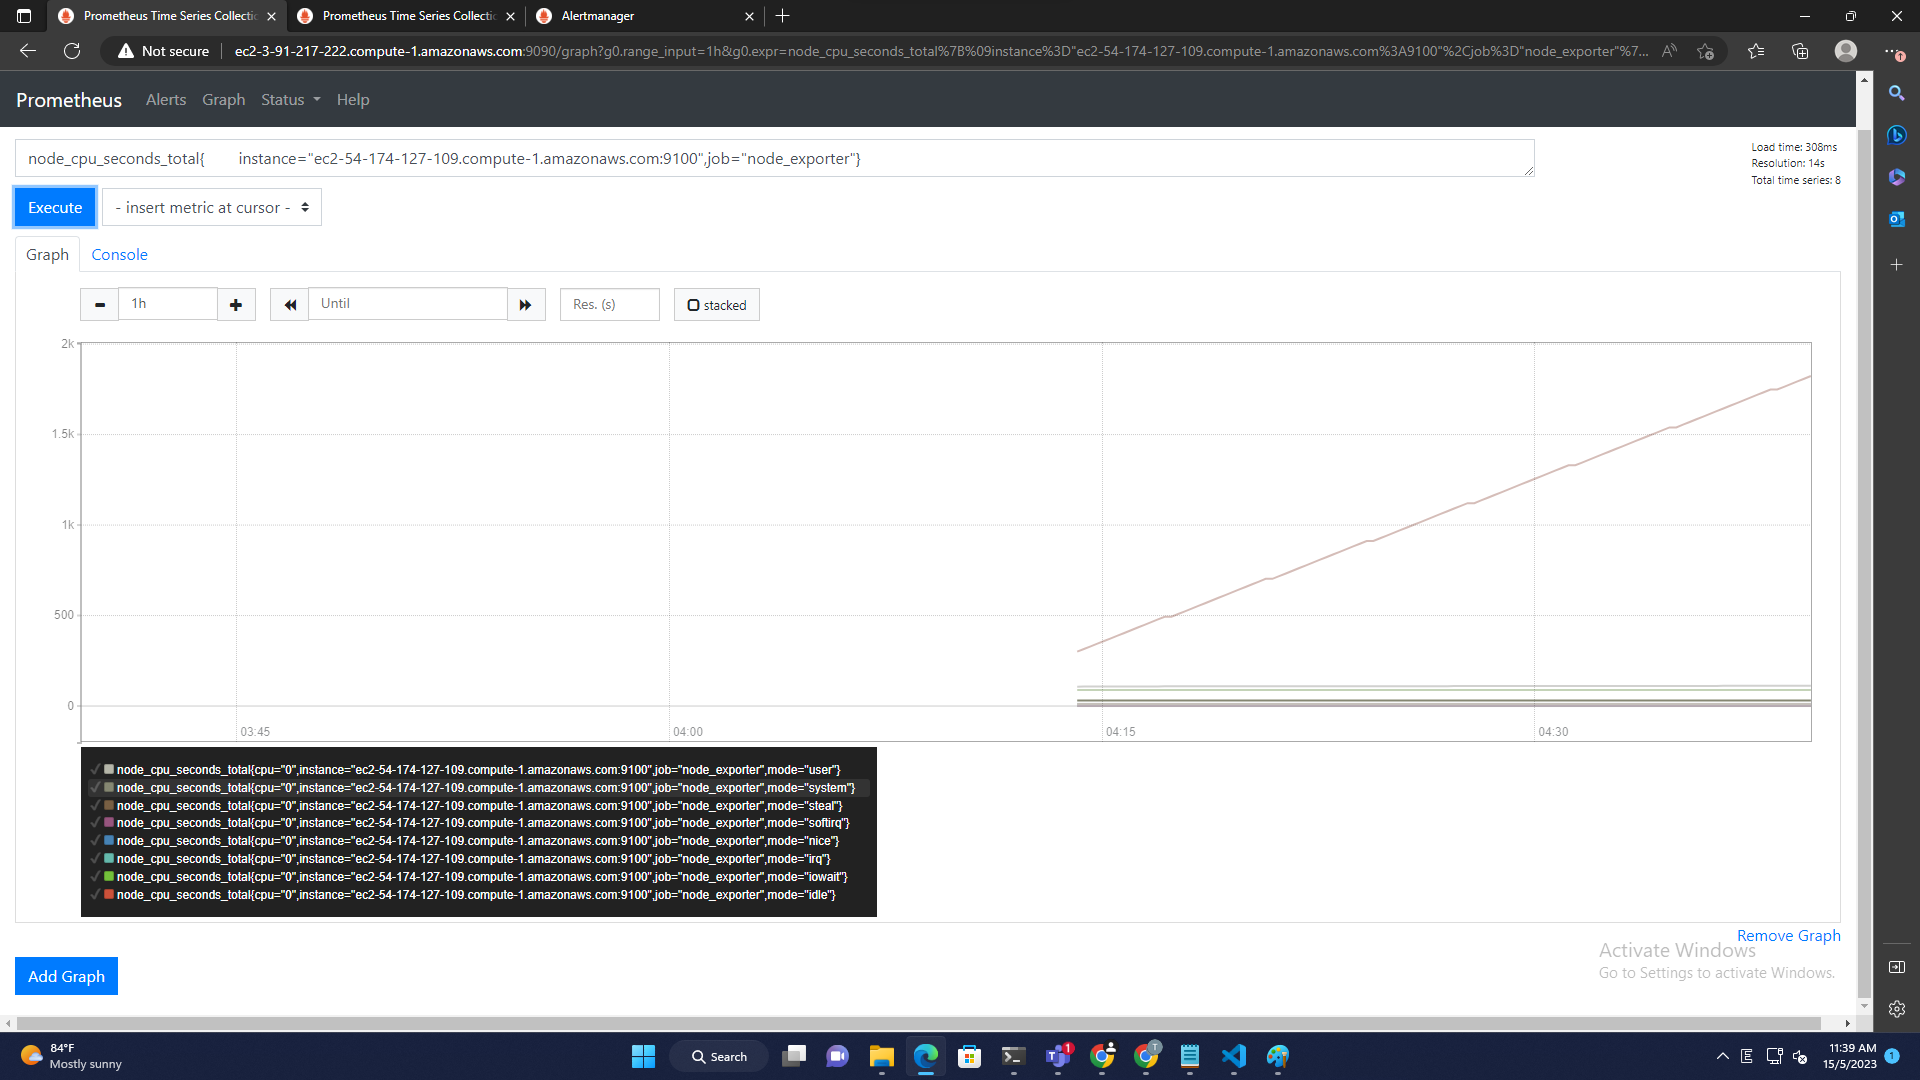 Prometheus Time Series Collectic
Prometheus Time Series Collectic
Alertmanager
Not secure
ec2-3-91-217-222.compute-1.amazonaws.com:9090/graph?g0.range_input=1h&g0.expr=node_cpu_seconds_total%7B%09instance%3D"ec2-54-174-127-109.compute-1.amazonaws.com%3A9100"%2Cjob%3D"node_exporter"%7...
Prometheus Alerts Graph Status Help
node_cpu_seconds_total{ instance="ec2-54-174-127-109.compute-1.amazonaws.com:9100",job="node_exporter"}
Load time: 308ms
Resolution: 14s
Total time series: 8
Execute
- insert metric at cursor -
Graph Console
1h
Until
Res. (s)
stacked
2k
1.5k
1k
500
0
03:45 04:00 04:15 04:30
node_cpu_seconds_total{cpu="0",instance="ec2-54-174-127-109.compute-1.amazonaws.com:9100",job="node_exporter",mode="user"}
node_cpu_seconds_total{cpu="0",instance="ec2-54-174-127-109.compute-1.amazonaws.com:9100",job="node_exporter",mode="system"}
node_cpu_seconds_total{cpu="0",instance="ec2-54-174-127-109.compute-1.amazonaws.com:9100",job="node_exporter",mode="steal"}
node_cpu_seconds_total{cpu="0",instance="ec2-54-174-127-109.compute-1.amazonaws.com:9100",job="node_exporter",mode="softirq"}
node_cpu_seconds_total{cpu="0",instance="ec2-54-174-127-109.compute-1.amazonaws.com:9100",job="node_exporter",mode="nice"}
node_cpu_seconds_total{cpu="0",instance="ec2-54-174-127-109.compute-1.amazonaws.com:9100",job="node_exporter",mode="irq"}
node_cpu_seconds_total{cpu="0",instance="ec2-54-174-127-109.compute-1.amazonaws.com:9100",job="node_exporter",mode="iowait"}
node_cpu_seconds_total{cpu="0",instance="ec2-54-174-127-109.compute-1.amazonaws.com:9100",job="node_exporter",mode="idle"}
Remove Graph
Activate Windows
Go to Settings to activate Windows.
Add Graph
84°F
Mostly sunny
Search
1
T
E
11:39 AM
15/5/2023
1